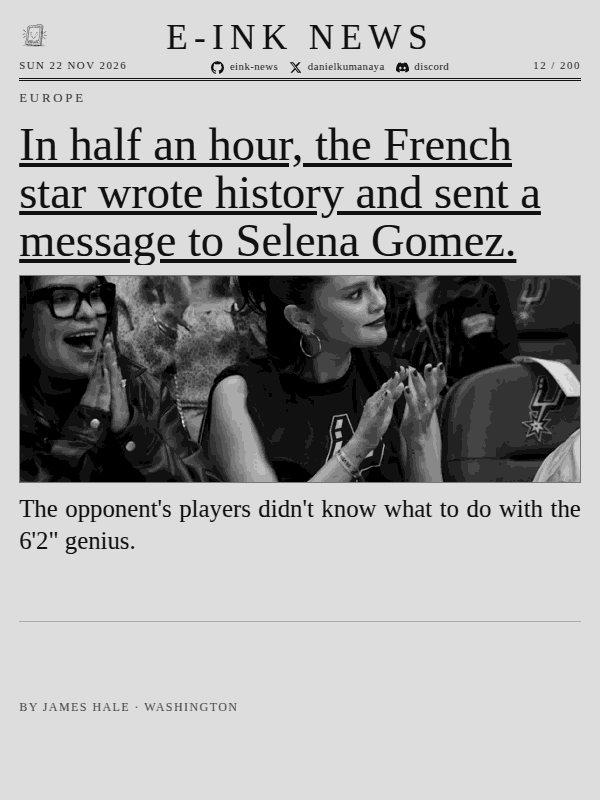 E-INK NEWS
SUN 22 NOV 2026
eink-news danielkumanaya discord
12 / 200
EUROPE
In half an hour, the French
star wrote history and sent a
message to Selena Gomez.
The opponent's players didn't know what to do with the
6'2" genius.
BY JAMES HALE · WASHINGTON